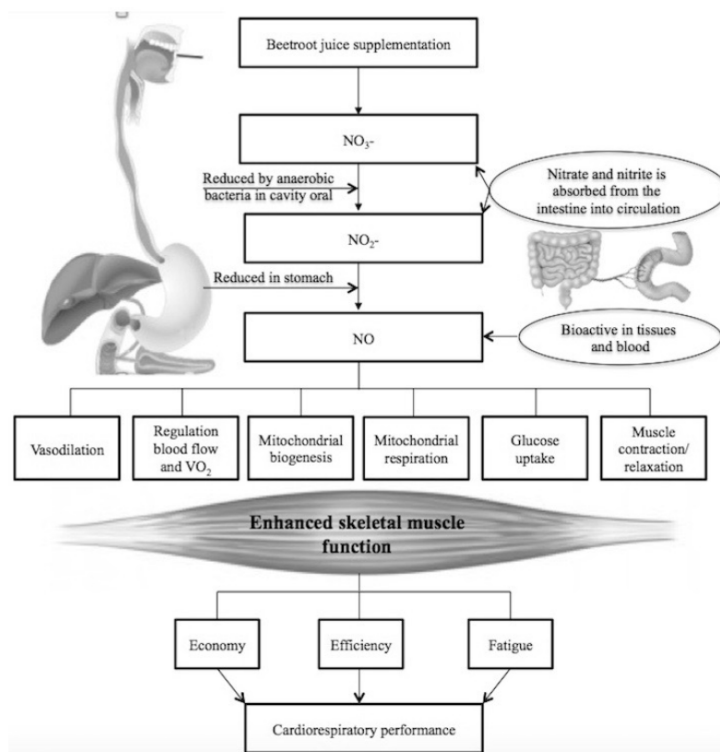 Beetroot juice supplementation
NO₃-
Reduced by anaerobic
bacteria in cavity oral
Nitrate and nitrite is
absorbed from the
intestine into circulation
NO₂-
Reduced in stomach
NO
Bioactive in tissues
and blood
Vasodilation
Regulation
blood flow
and VO₂
Mitochondrial
biogenesis
Mitochondrial
respiration
Glucose
uptake
Muscle
contraction/
relaxation
Enhanced skeletal muscle
function
Economy
Efficiency
Fatigue
Cardiorespiratory performance